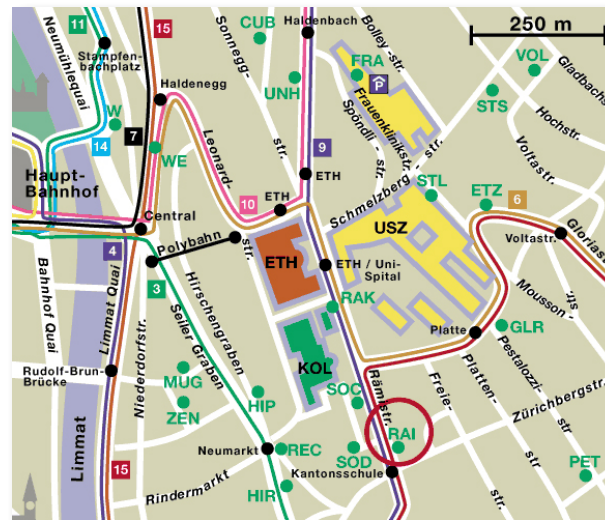 11
15
CUB
Haldenbach
Bolley-str.
250 m
Neumühlequai
Stampfen-
bachplatz
Sonnegg-
str.
FRA
P
VOL
Gladbachs
UNH
STS
Haldenegg
W
7
14
WE
Leonard-
str.
9
Spöndli-
str.
Frauenklinikstr.
Hochstr.
Voltastr.
Haupt-
Bahnhof
10
ETH
ETH
Schmelzberg-
str.
STL
ETZ
6
Central
4
Polybahn
ETH
USZ
Voltastr.
Glorias
str.
ETH / Uni-
Spital
3
Bahnhof Quai
Limmat Quai
Niederdorfstr.
Seiler Graben
Hirschengraben
RAK
Mousson-
Platte
GLR
KOL
Rudolf-Brun-
Brücke
MUG
ZEN
HIP
SOC
Rämistr.
Freie-
str
Platten-
str
Pestalozzi-
str
Zürichbergstr.
RAI
Limmat
Neumarkt
REC
SOD
Kantonsschule
PET
15
Rindermarkt
HIR